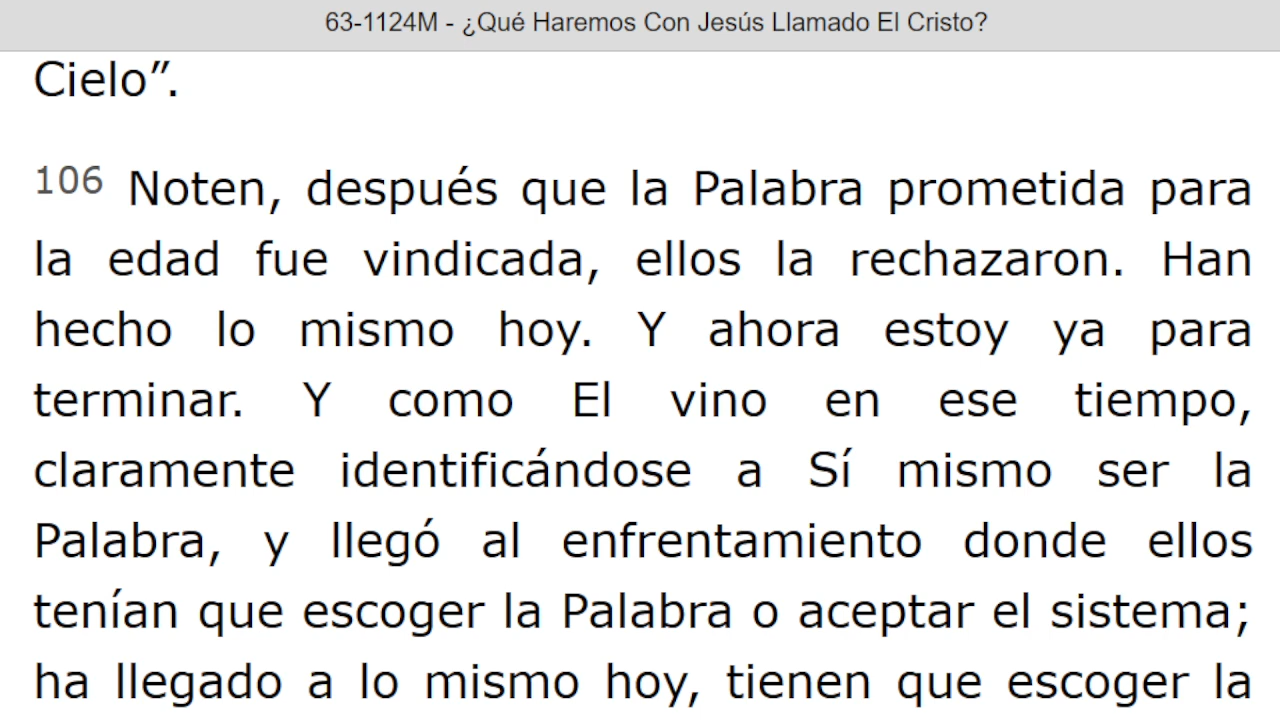 63-1124M - ¿Qué Haremos Con Jesús Llamado El Cristo?
Cielo”.
106 Noten, después que la Palabra prometida para
la edad fue vindicada, ellos la rechazaron. Han
hecho lo mismo hoy. Y ahora estoy ya para
terminar. Y como El vino en ese tiempo,
claramente identificándose a Sí mismo ser la
Palabra, y llegó al enfrentamiento donde ellos
tenían que escoger la Palabra o aceptar el sistema;
ha llegado a lo mismo hoy, tienen que escoger la